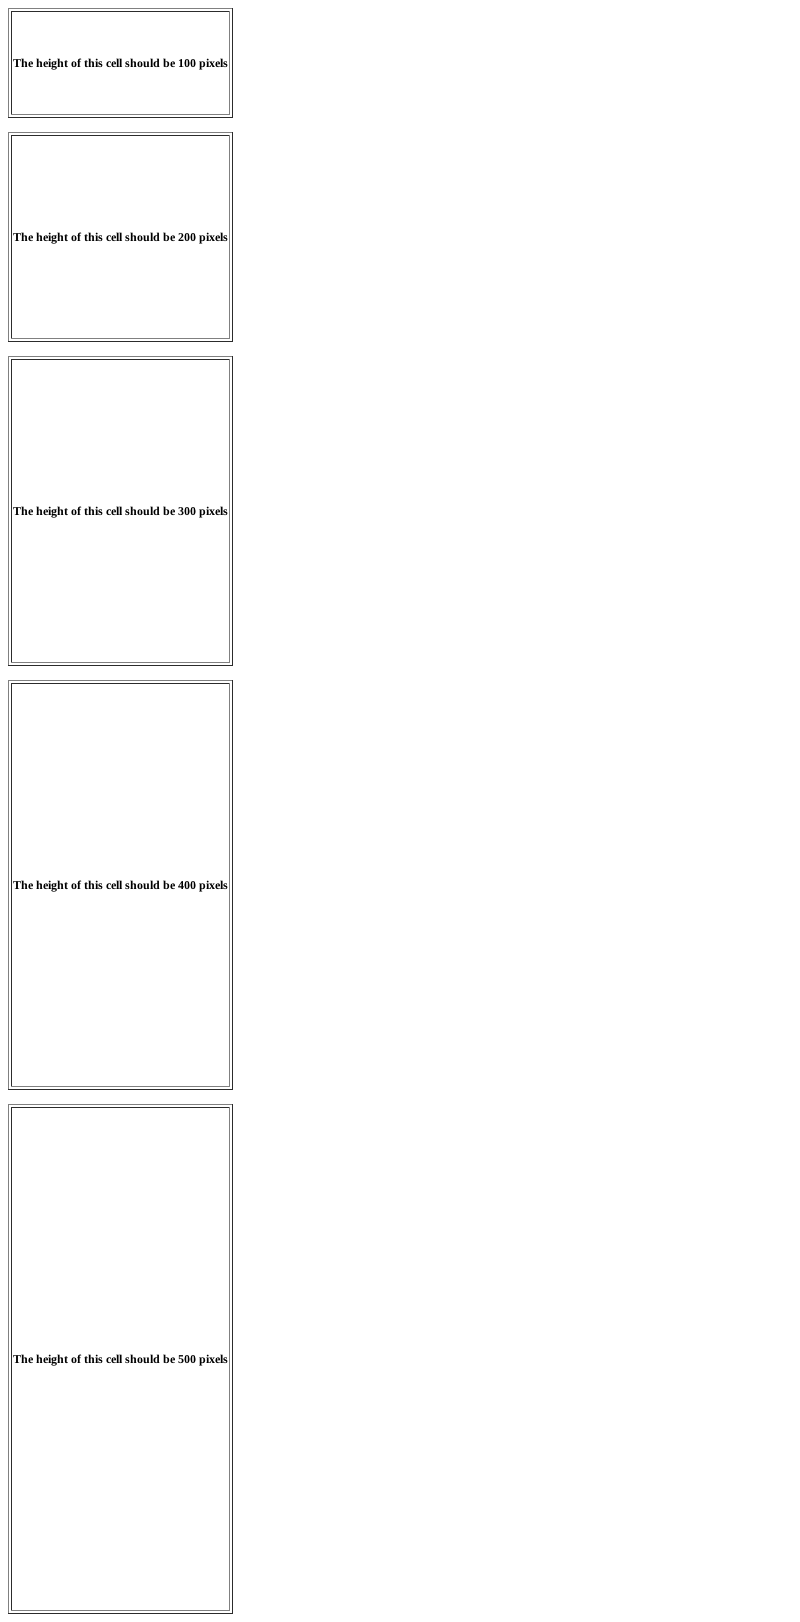 The height of this cell should be 100 pixels
The height of this cell should be 200 pixels
The height of this cell should be 300 pixels
The height of this cell should be 400 pixels
The height of this cell should be 500 pixels